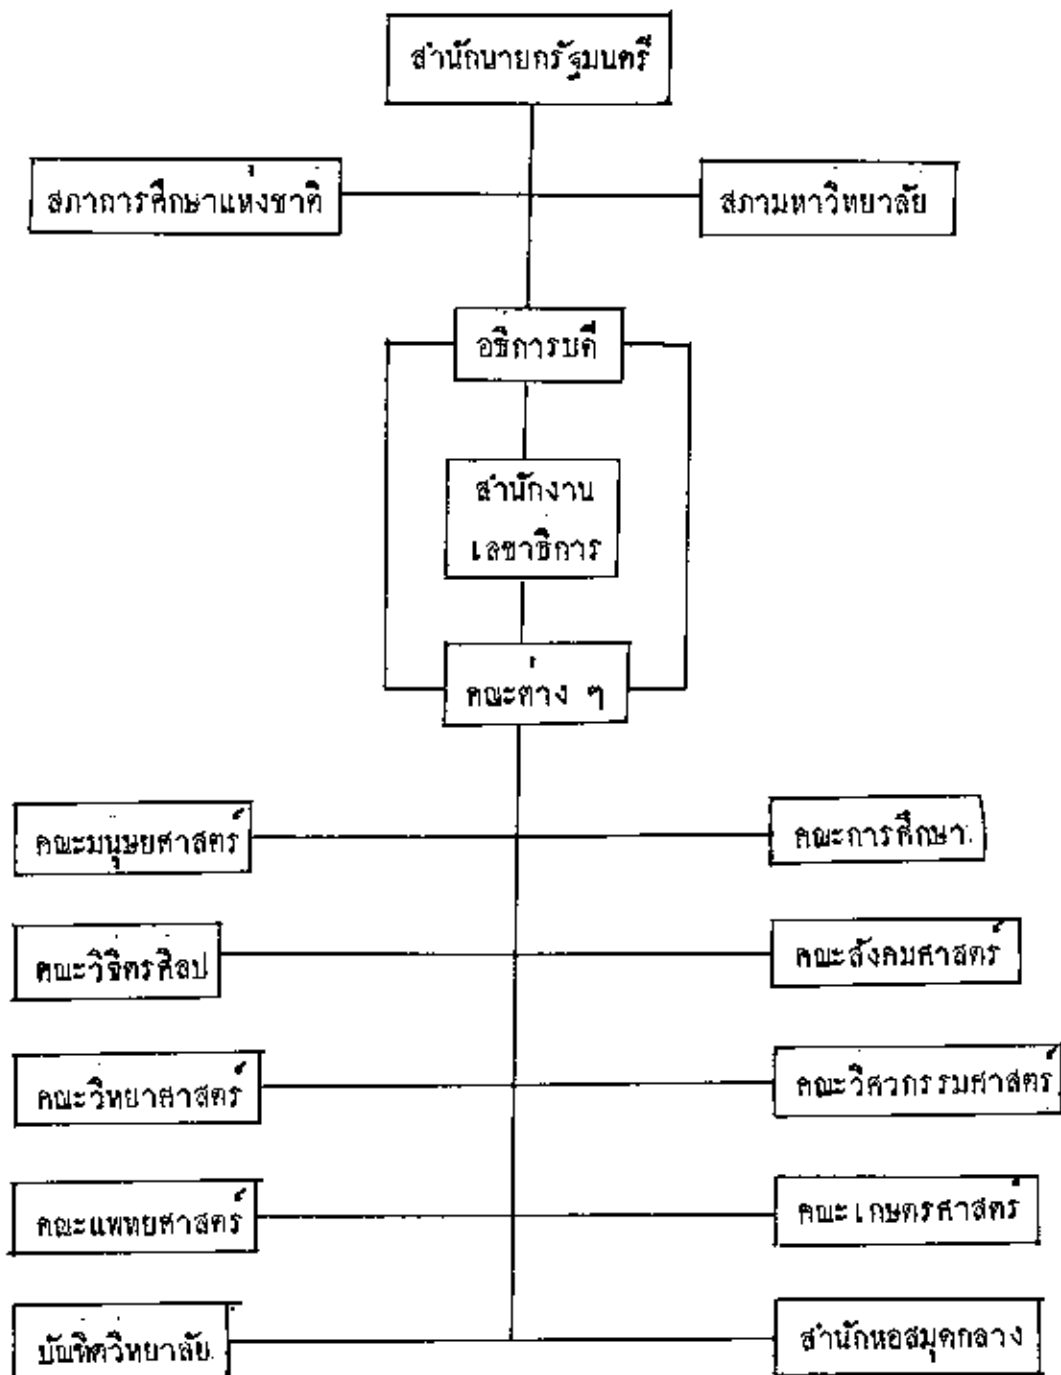 สำนักนายกรัฐมนตรี
สภาการศึกษาแห่งชาติ
สภามหาวิทยาลัย
อธิการบดี
สำนักงาน
เลขาธิการ
คณะต่าง ๆ
คณะมนุษยศาสตร์
คณะการศึกษา
คณะวิจิตรศิลป
คณะสังคมศาสตร์
คณะวิทยาศาสตร์
คณะวิศวกรรมศาสตร์
คณะแพทยศาสตร์
คณะเกษตรศาสตร์
บัณฑิตวิทยาลัย
สำนักหอสมุดกลาง